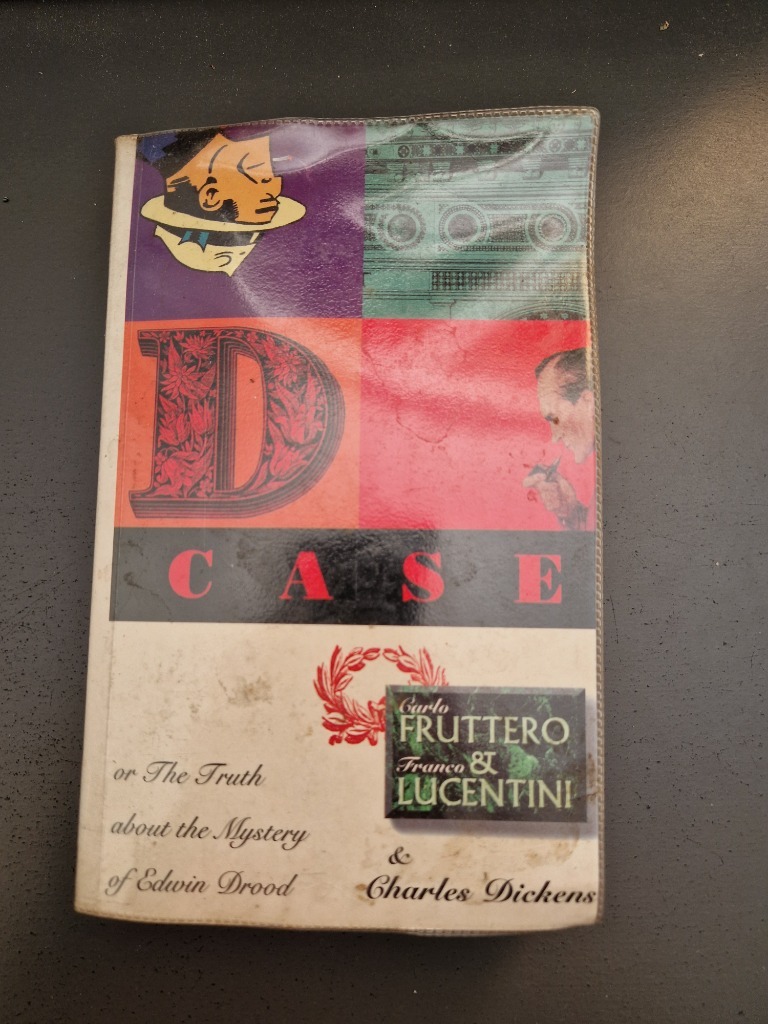 D
CASE
Carlo
FRUTTERO
Franco &
LUCENTINI
or The Truth
about the Mystery
of Edwin Drood
&
Charles Dickens